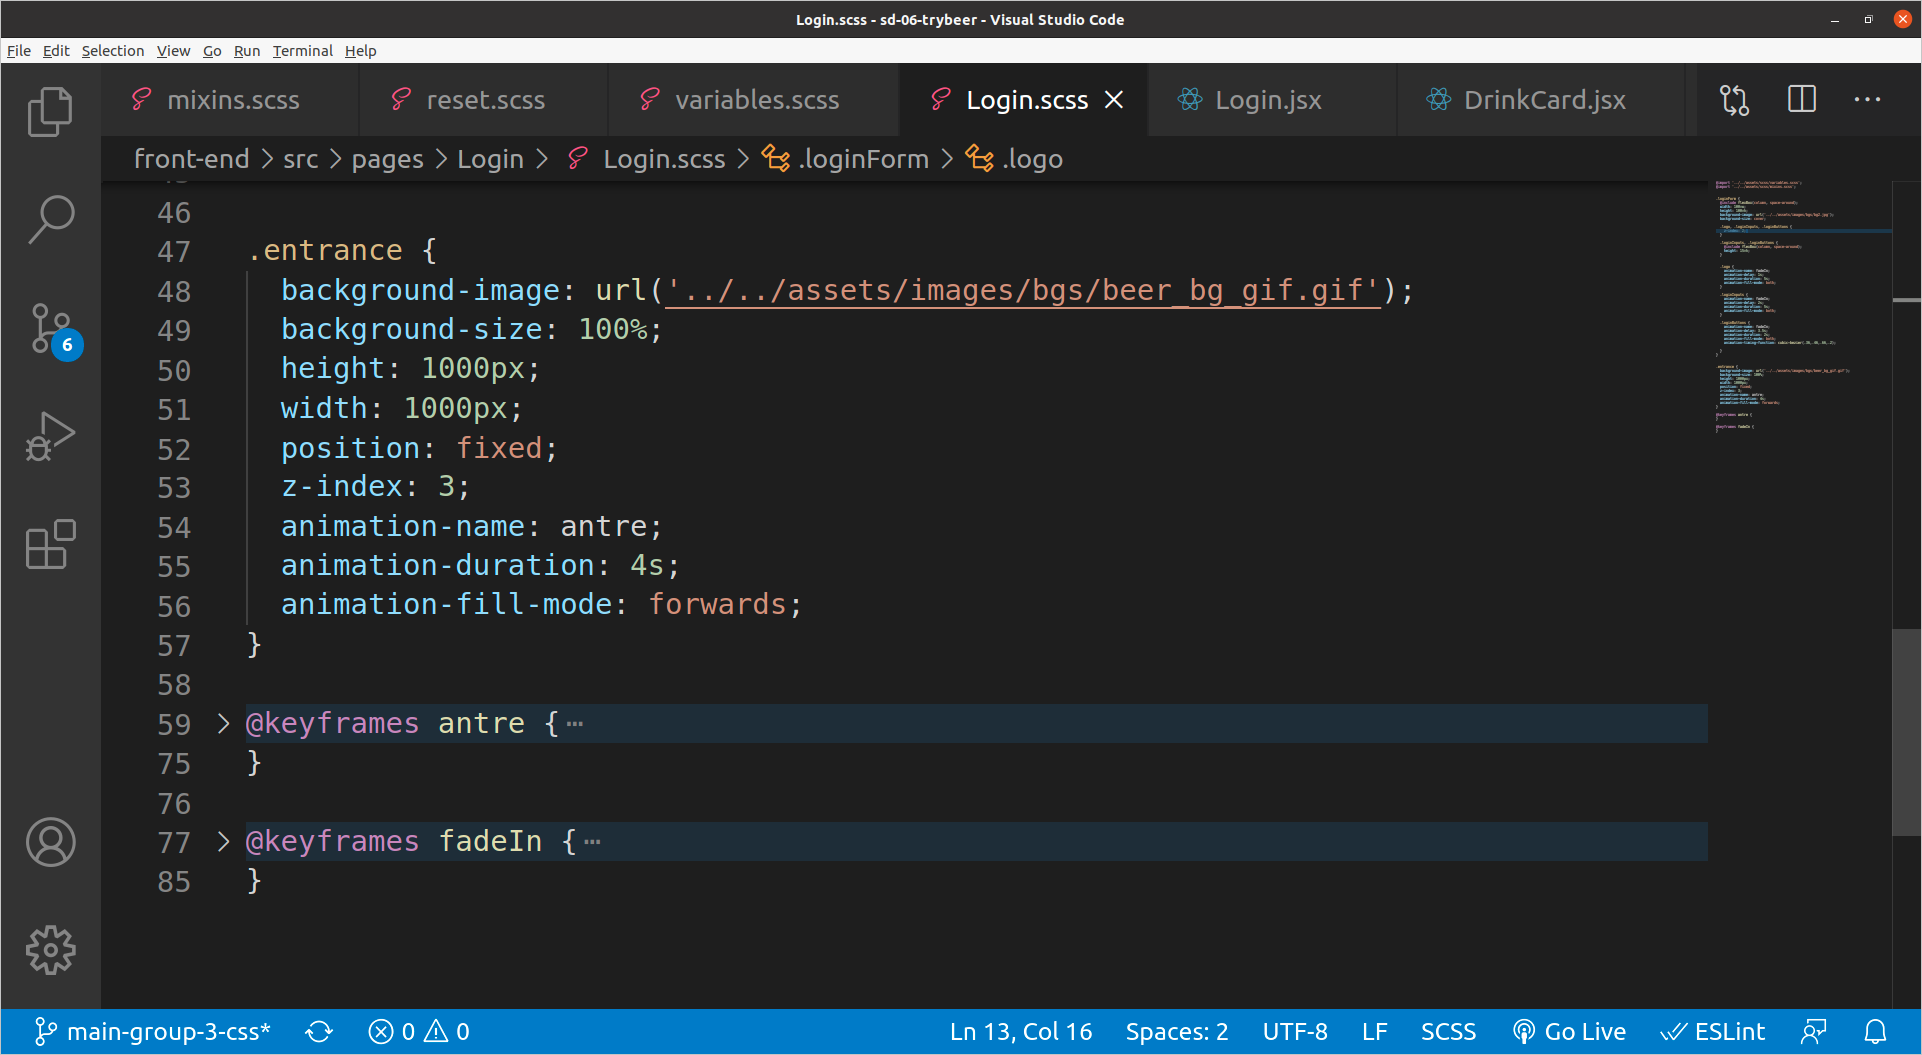 Login.scss - sd-06-trybeer - Visual Studio Code
File Edit Selection View Go Run Terminal Help
mixins.scss reset.scss variables.scss Login.scss Login.jsx DrinkCard.jsx
front-end > src > pages > Login > Login.scss > .loginForm > .logo
46
47 .entrance {
48 background-image: url('../../assets/images/bgs/beer_bg_gif.gif');
49 background-size: 100%;
50 height: 1000px;
51 width: 1000px;
52 position: fixed;
53 z-index: 3;
54 animation-name: antre;
55 animation-duration: 4s;
56 animation-fill-mode: forwards;
57 }
58
59 @keyframes antre {⋯
75 }
76
77 @keyframes fadeIn {⋯
85 }
6
main-group-3-css* 0 0 Ln 13, Col 16 Spaces: 2 UTF-8 LF SCSS Go Live ESLint